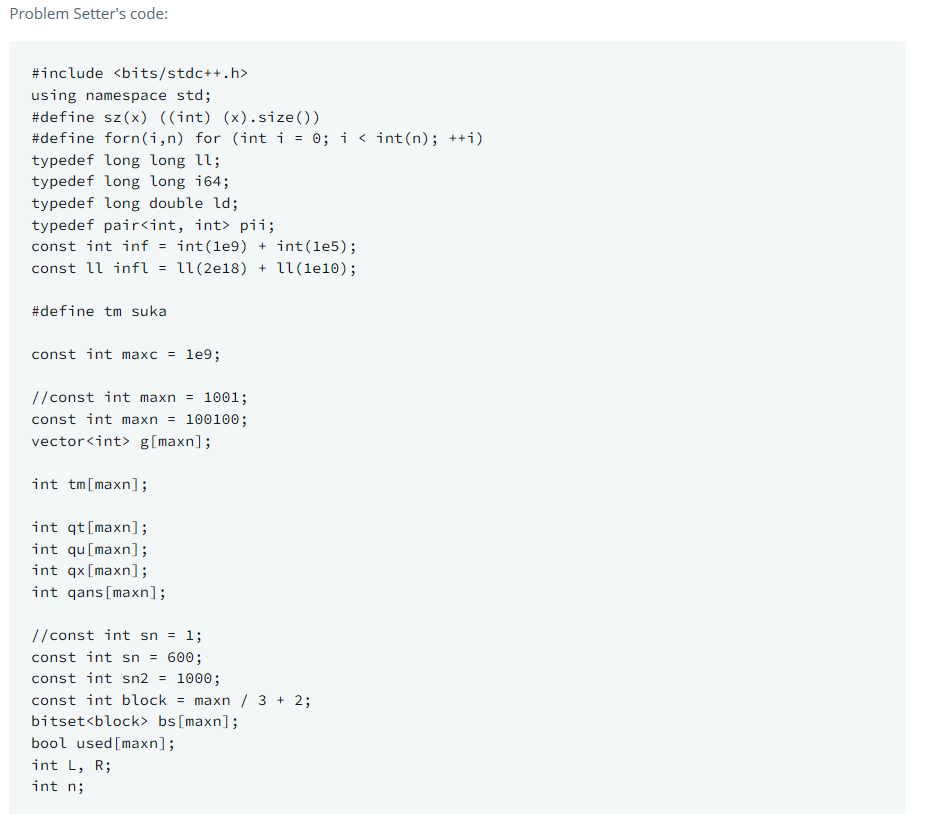 Problem Setter's code:
#include <bits/stdc++.h>
using namespace std;
#define sz(x) ((int) (x).size())
#define forn(i,n) for (int i = 0; i < int(n); ++i)
typedef long long ll;
typedef long long i64;
typedef long double ld;
typedef pair<int, int> pii;
const int inf = int(1e9) + int(1e5);
const ll infl = ll(2e18) + ll(1e10);
#define tm suka
const int maxc = 1e9;
//const int maxn = 1001;
const int maxn = 100100;
vector<int> g[maxn];
int tm[maxn];
int qt[maxn];
int qu[maxn];
int qx[maxn];
int qans[maxn];
//const int sn = 1;
const int sn = 600;
const int sn2 = 1000;
const int block = maxn / 3 + 2;
bitset<block> bs[maxn];
bool used[maxn];
int L, R;
int n;